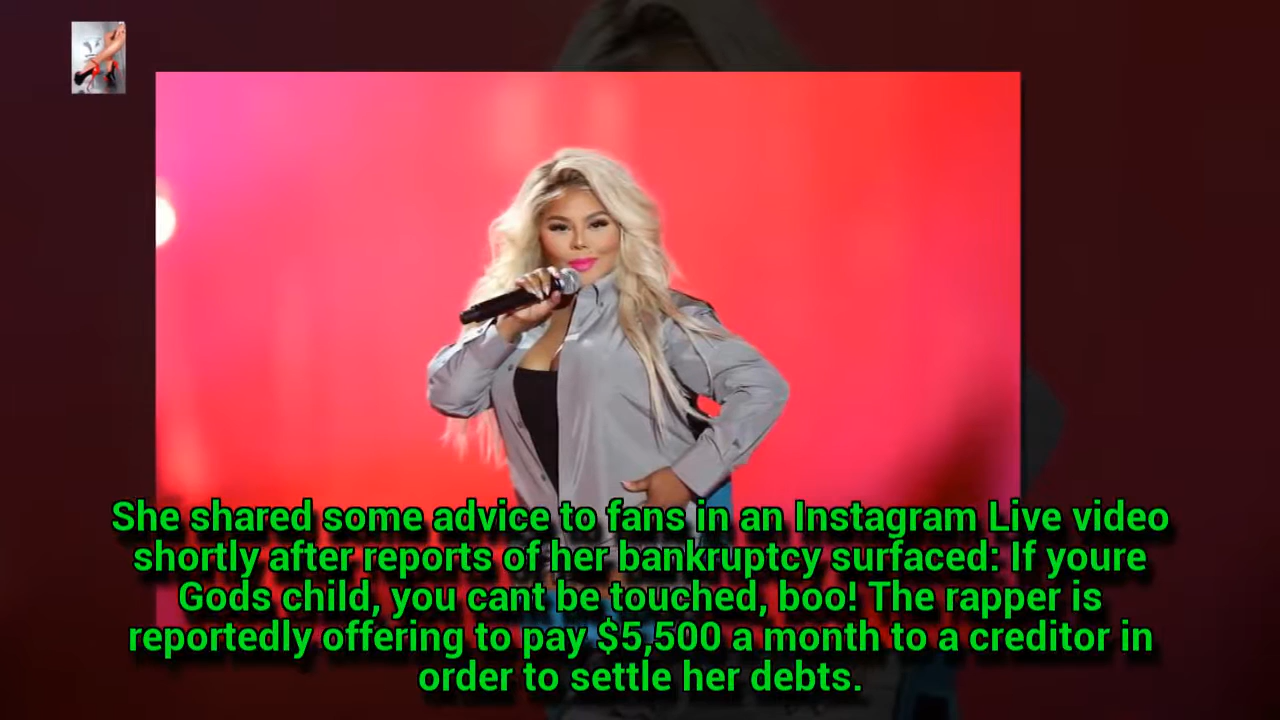 She shared some advice to fans in an Instagram Live video
shortly after reports of her bankruptcy surfaced: If youre
Gods child, you cant be touched, boo! The rapper is
reportedly offering to pay $5,500 a month to a creditor in
order to settle her debts.